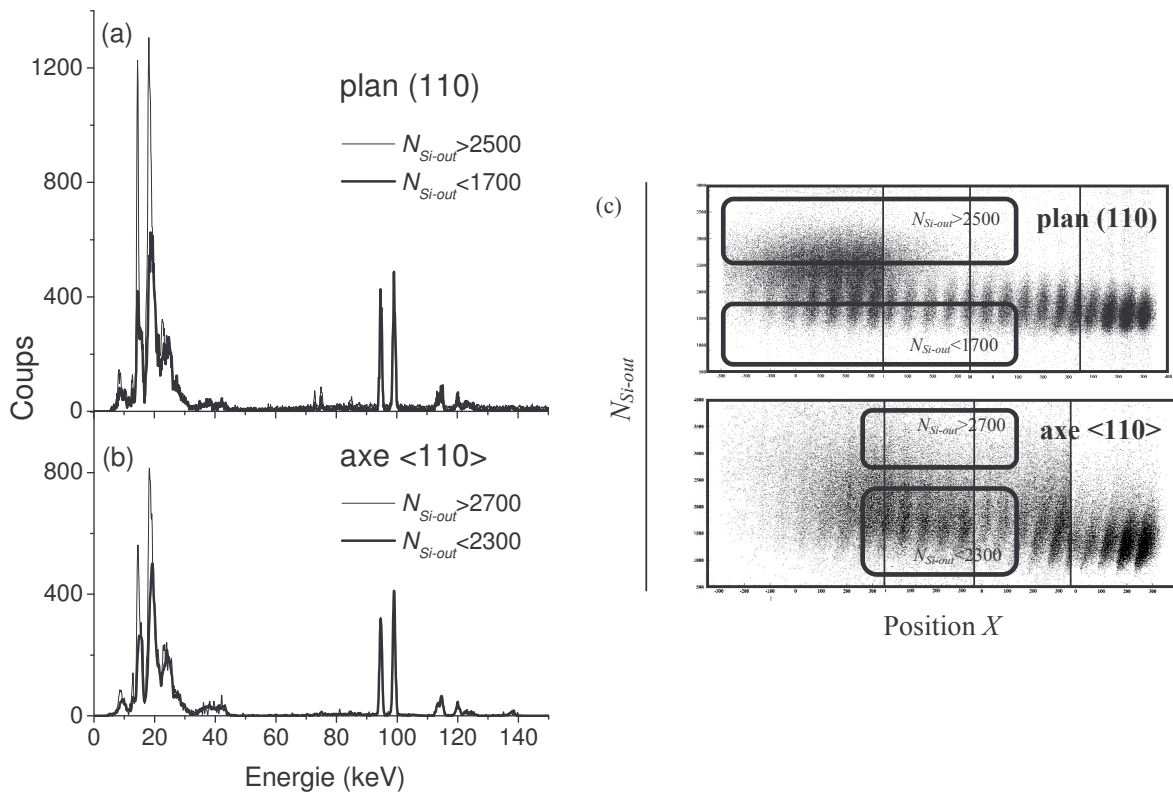 (a)
plan (110)
N_Si-out>2500
N_Si-out<1700
1200
800
400
0
Coups
(b)
axe <110>
N_Si-out>2700
N_Si-out<2300
800
400
0
0 20 40 60 80 100 120 140
Energie (keV)
(c)
N_Si-out
plan (110)
N_Si-out>2500
N_Si-out<1700
axe <110>
N_Si-out>2700
N_Si-out<2300
Position X